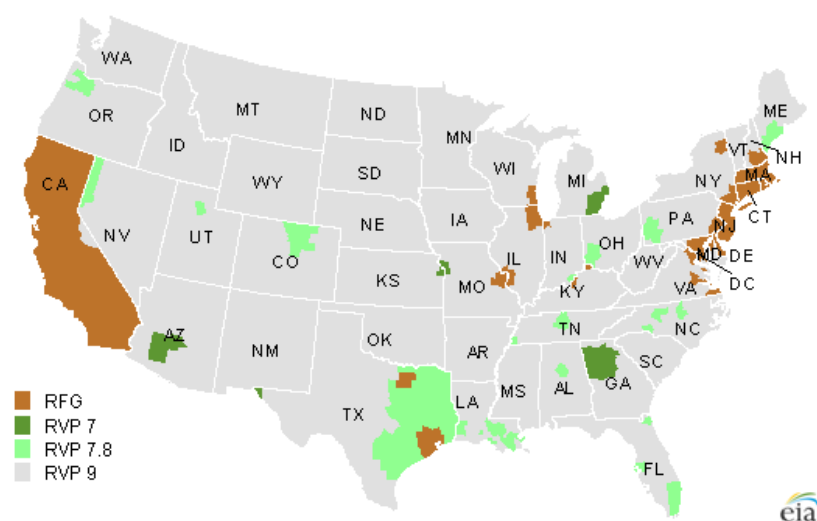 WA
MT
ND
MN
ME
OR
ID
WY
SD
WI
MI
NY
VT
NH
MA
CT
CA
NV
UT
CO
NE
IA
IL
IN
OH
PA
NJ
MD
DE
DC
KS
MO
KY
WV
VA
AZ
NM
OK
AR
TN
NC
SC
TX
LA
MS
AL
GA
FL
RFG
RVP 7
RVP 7.8
RVP 9
eia